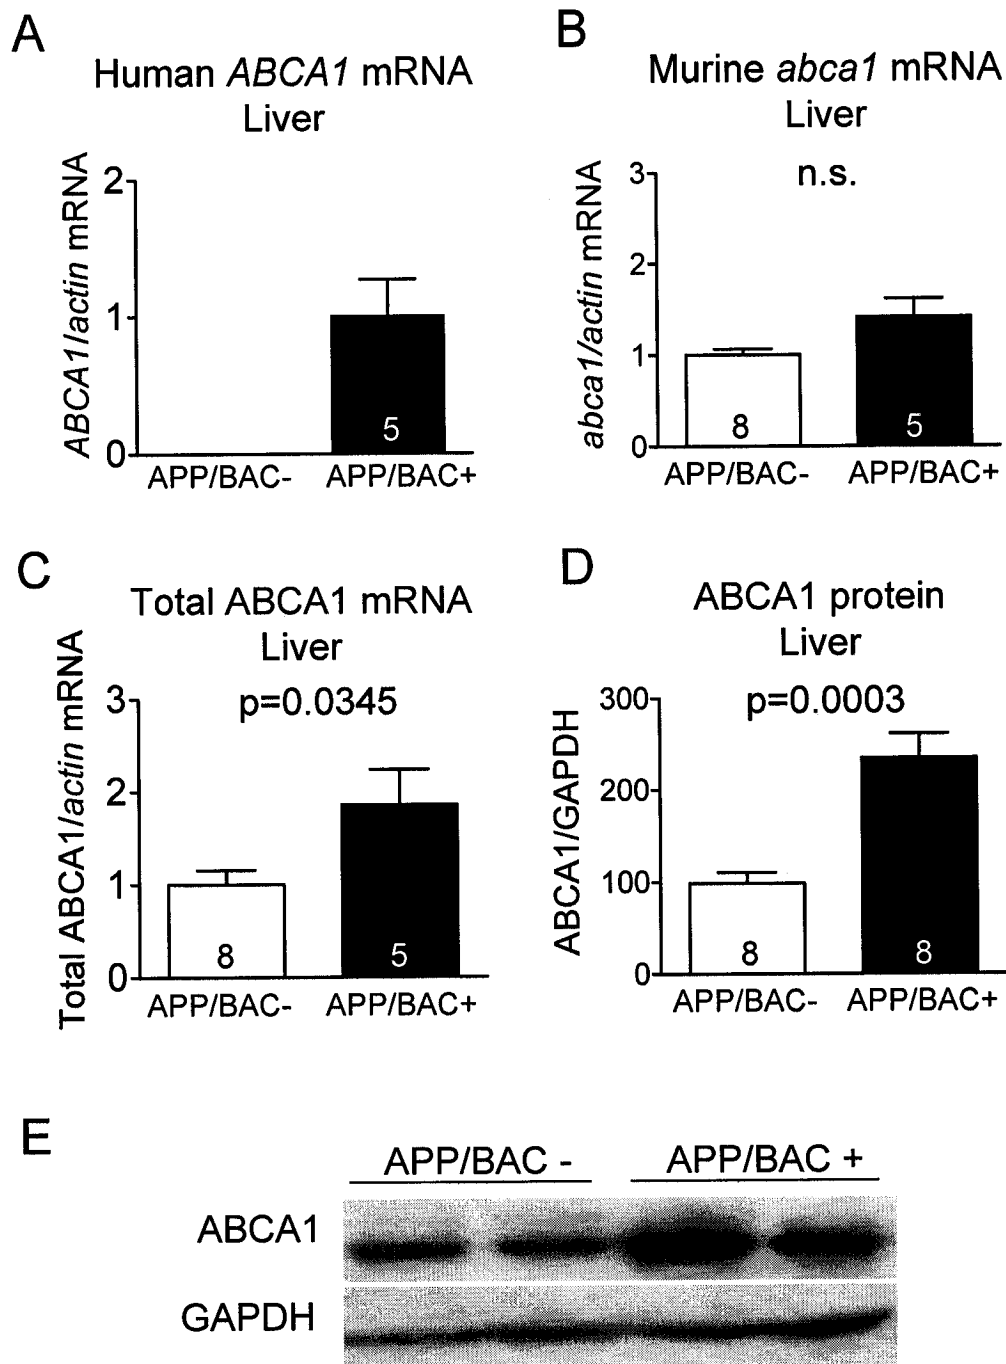 A
Human ABCA1 mRNA
Liver
ABCA1/actin mRNA
2
1
0
5
APP/BAC-
APP/BAC+
B
Murine abca1 mRNA
Liver
n.s.
abca1/actin mRNA
3
2
1
0
8
5
APP/BAC-
APP/BAC+
C
Total ABCA1 mRNA
Liver
p=0.0345
Total ABCA1/actin mRNA
3
2
1
0
8
5
APP/BAC-
APP/BAC+
D
ABCA1 protein
Liver
p=0.0003
ABCA1/GAPDH
300
200
100
0
8
8
APP/BAC-
APP/BAC+
E
APP/BAC -
APP/BAC +
ABCA1
GAPDH